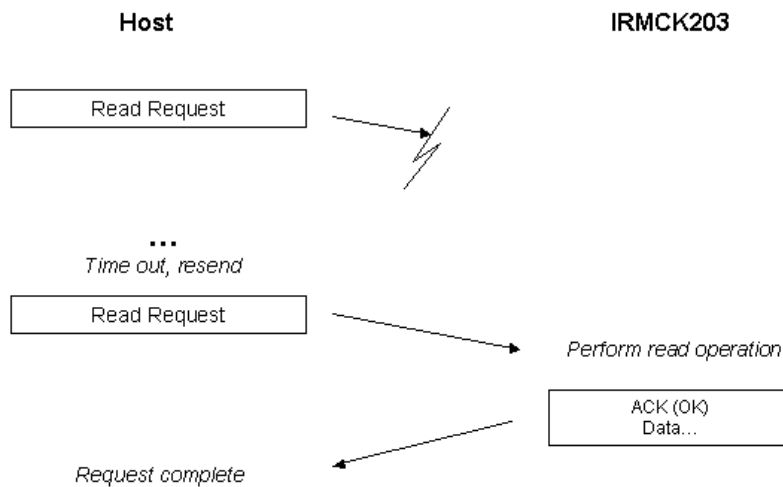 Host
IRMCK203
Read Request
...
Time out, resend
Read Request
Perform read operation
ACK (OK)
Data...
Request complete